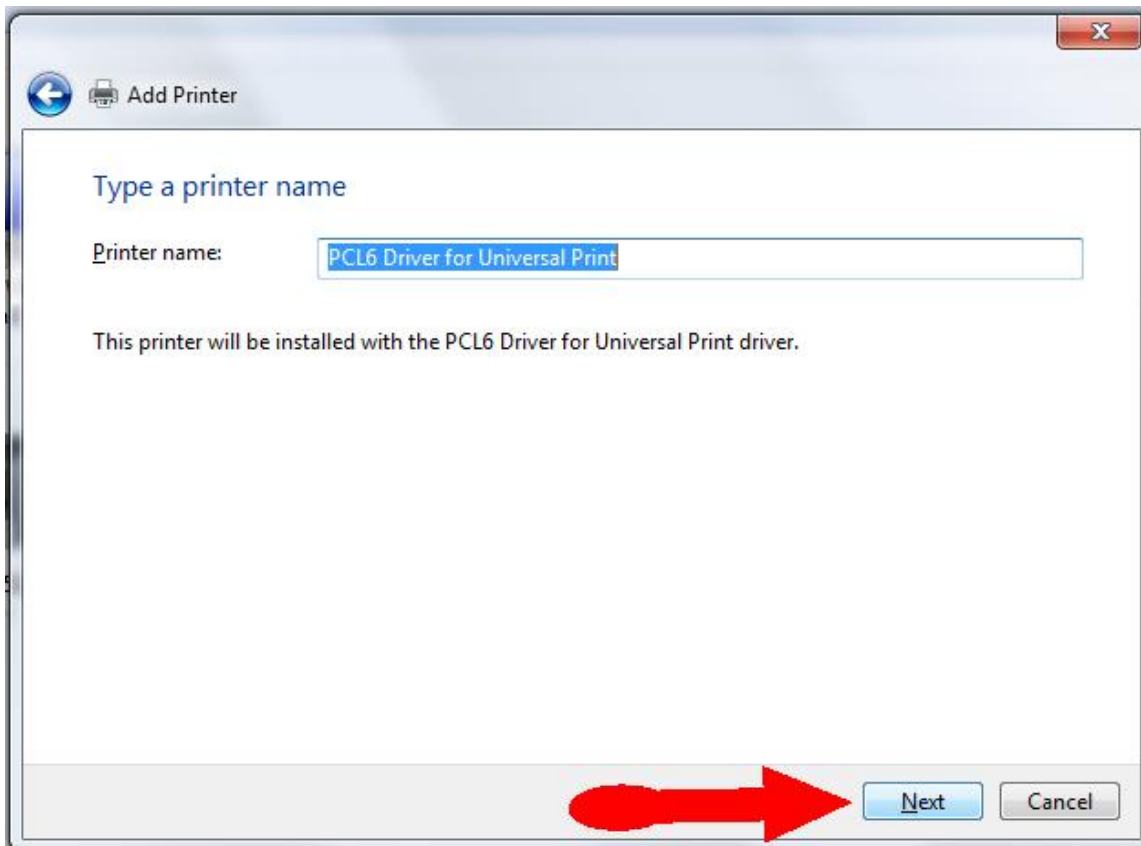 Add Printer
Type a printer name
Printer name: PCL6 Driver for Universal Print
This printer will be installed with the PCL6 Driver for Universal Print driver.
Next Cancel